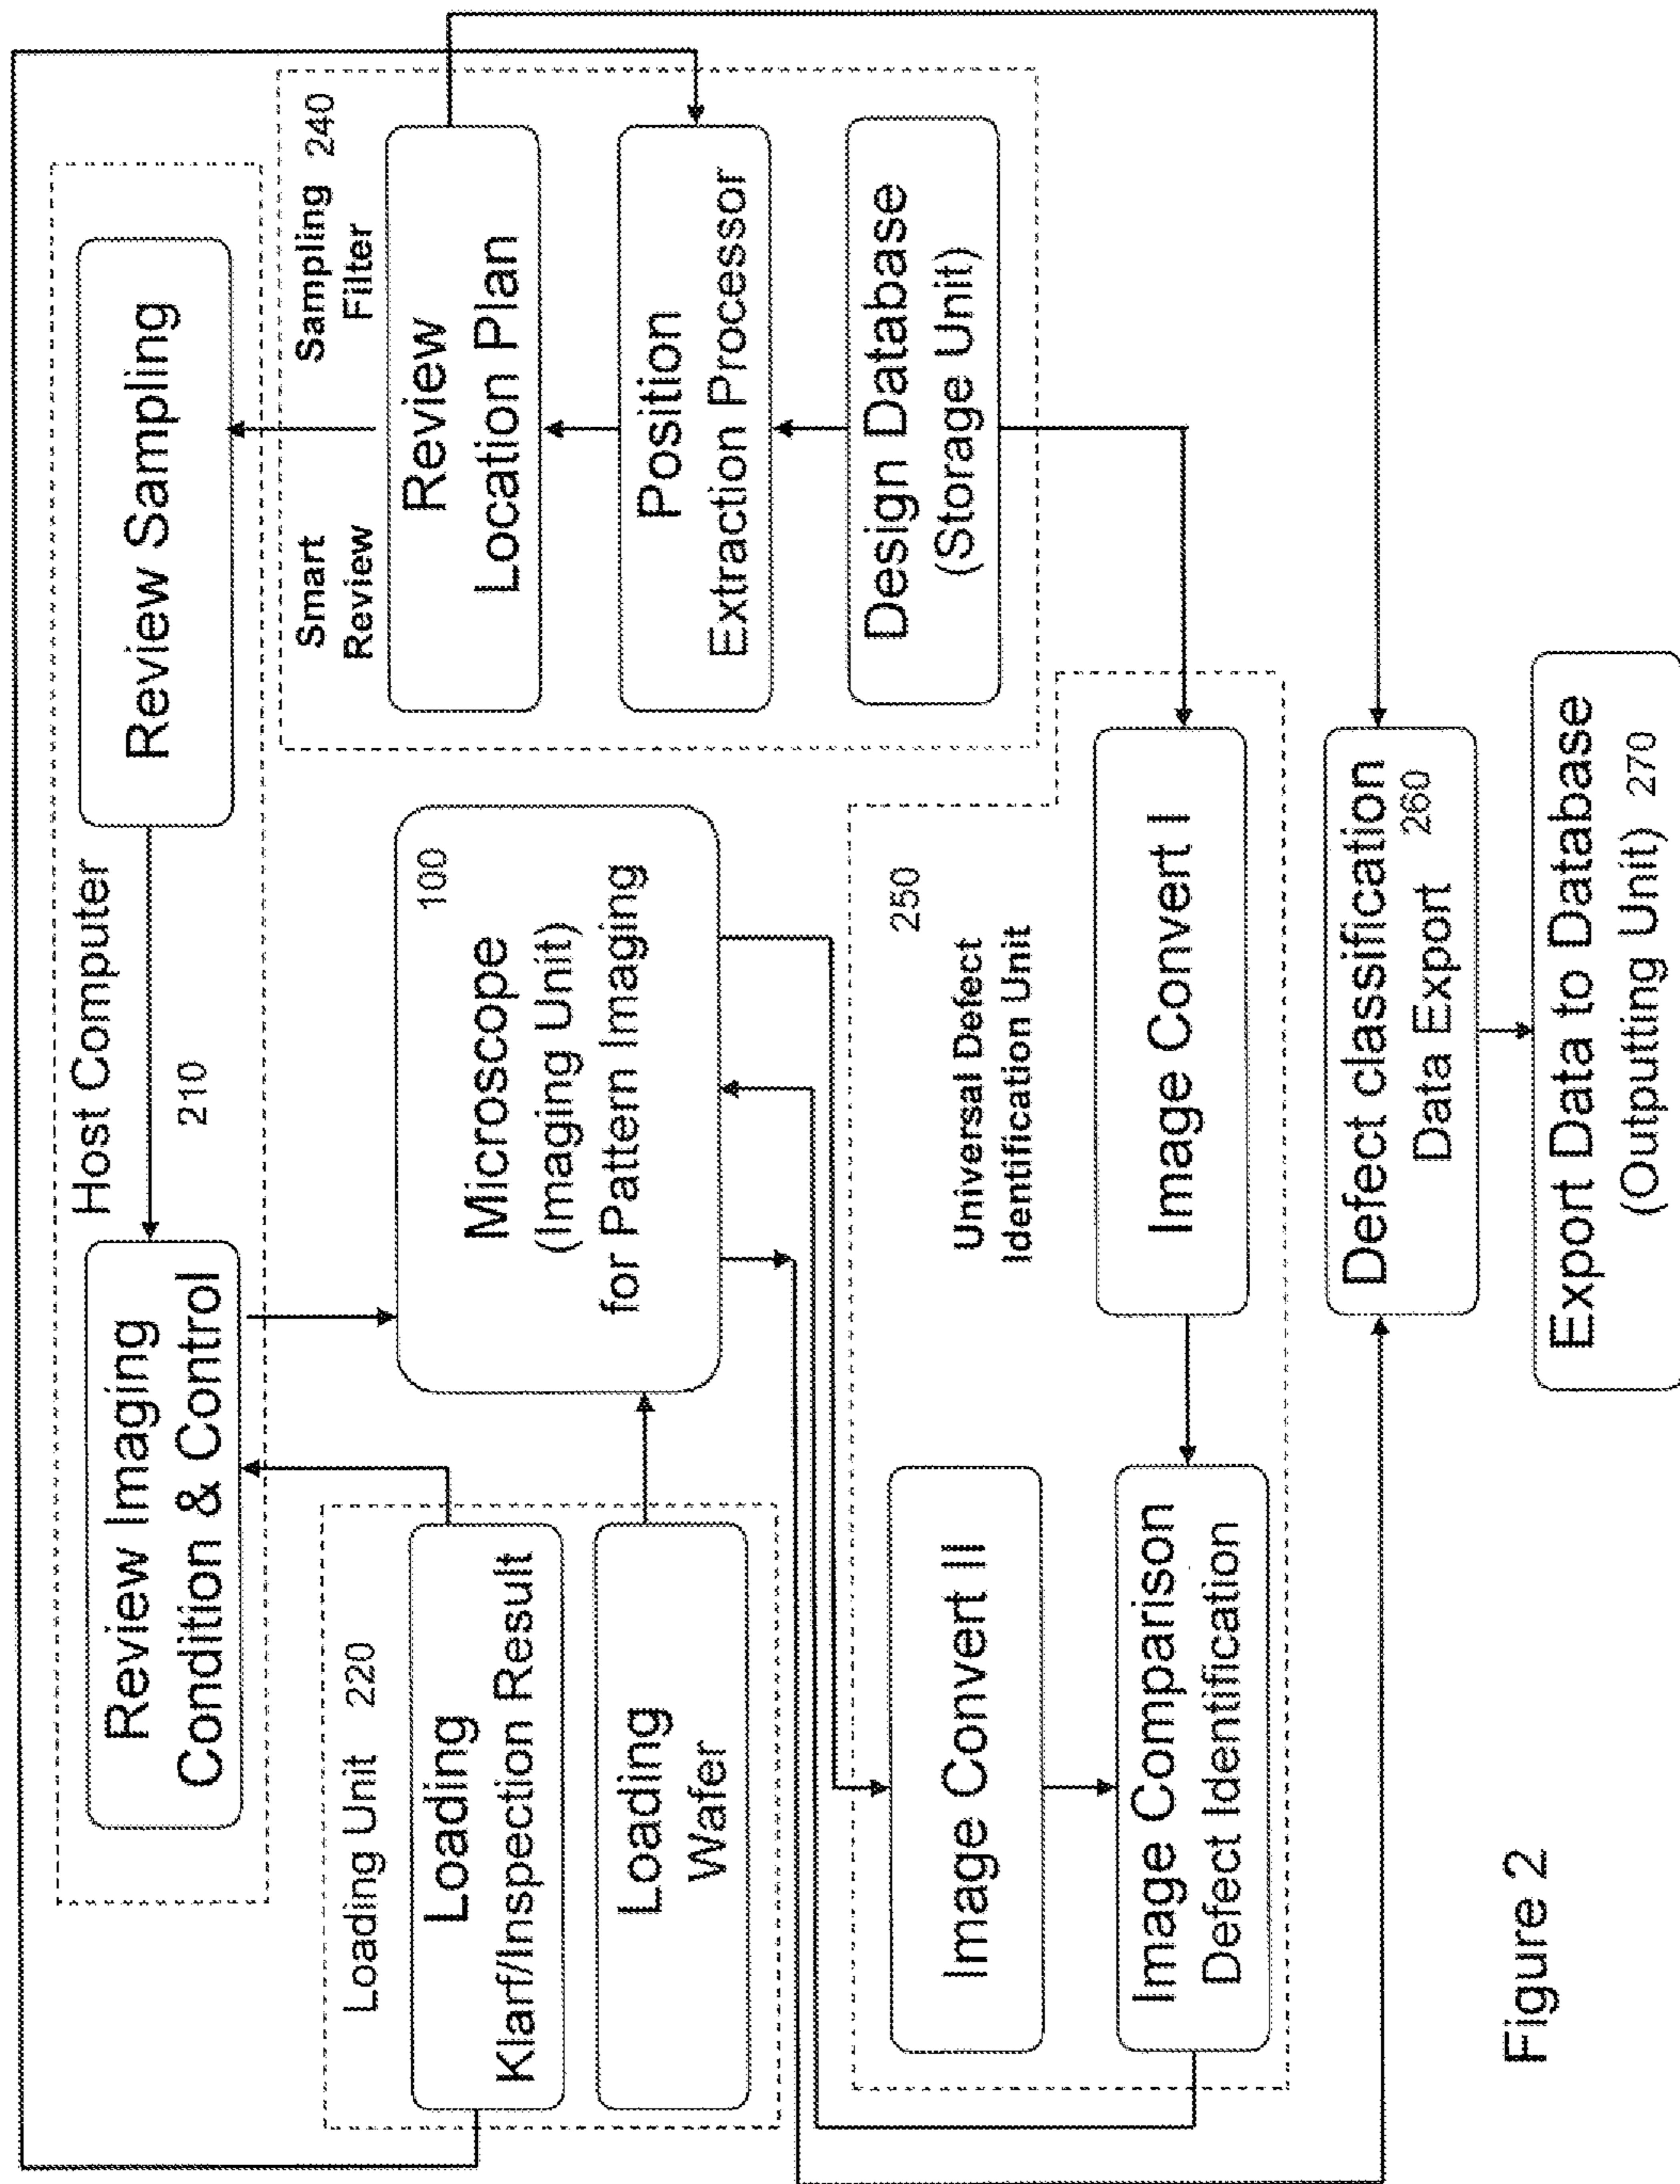 Host Computer
210
Review Imaging
Condition & Control
Review Sampling
Loading Unit 220
Loading
Klarf/Inspection Result
Loading
Wafer
100
Microscope
(Imaging Unit)
for Pattern Imaging
Smart
Review
Sampling 240
Filter
Review
Location Plan
Position
Extraction Processor
Design Database
(Storage Unit)
250
Universal Defect
Identification Unit
Image Convert II
Image Comparison
Defect Identification
Image Convert I
Defect classification
Data Export 260
Export Data to Database
(Outputting Unit) 270
Figure 2